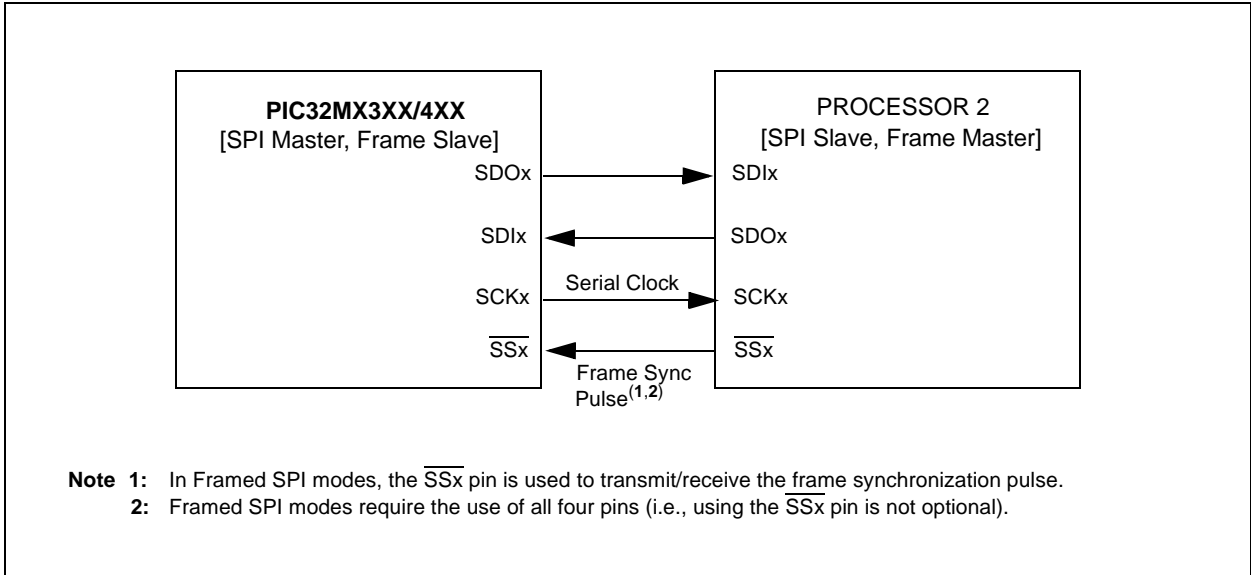 PIC32MX3XX/4XX
[SPI Master, Frame Slave]
PROCESSOR 2
[SPI Slave, Frame Master]
SDOx
SDIx
SDIx
SDOx
SCKx
Serial Clock
SCKx
SSx
SSx
Frame Sync
Pulse(1,2)
Note 1: In Framed SPI modes, the SSx pin is used to transmit/receive the frame synchronization pulse.
2: Framed SPI modes require the use of all four pins (i.e., using the SSx pin is not optional).